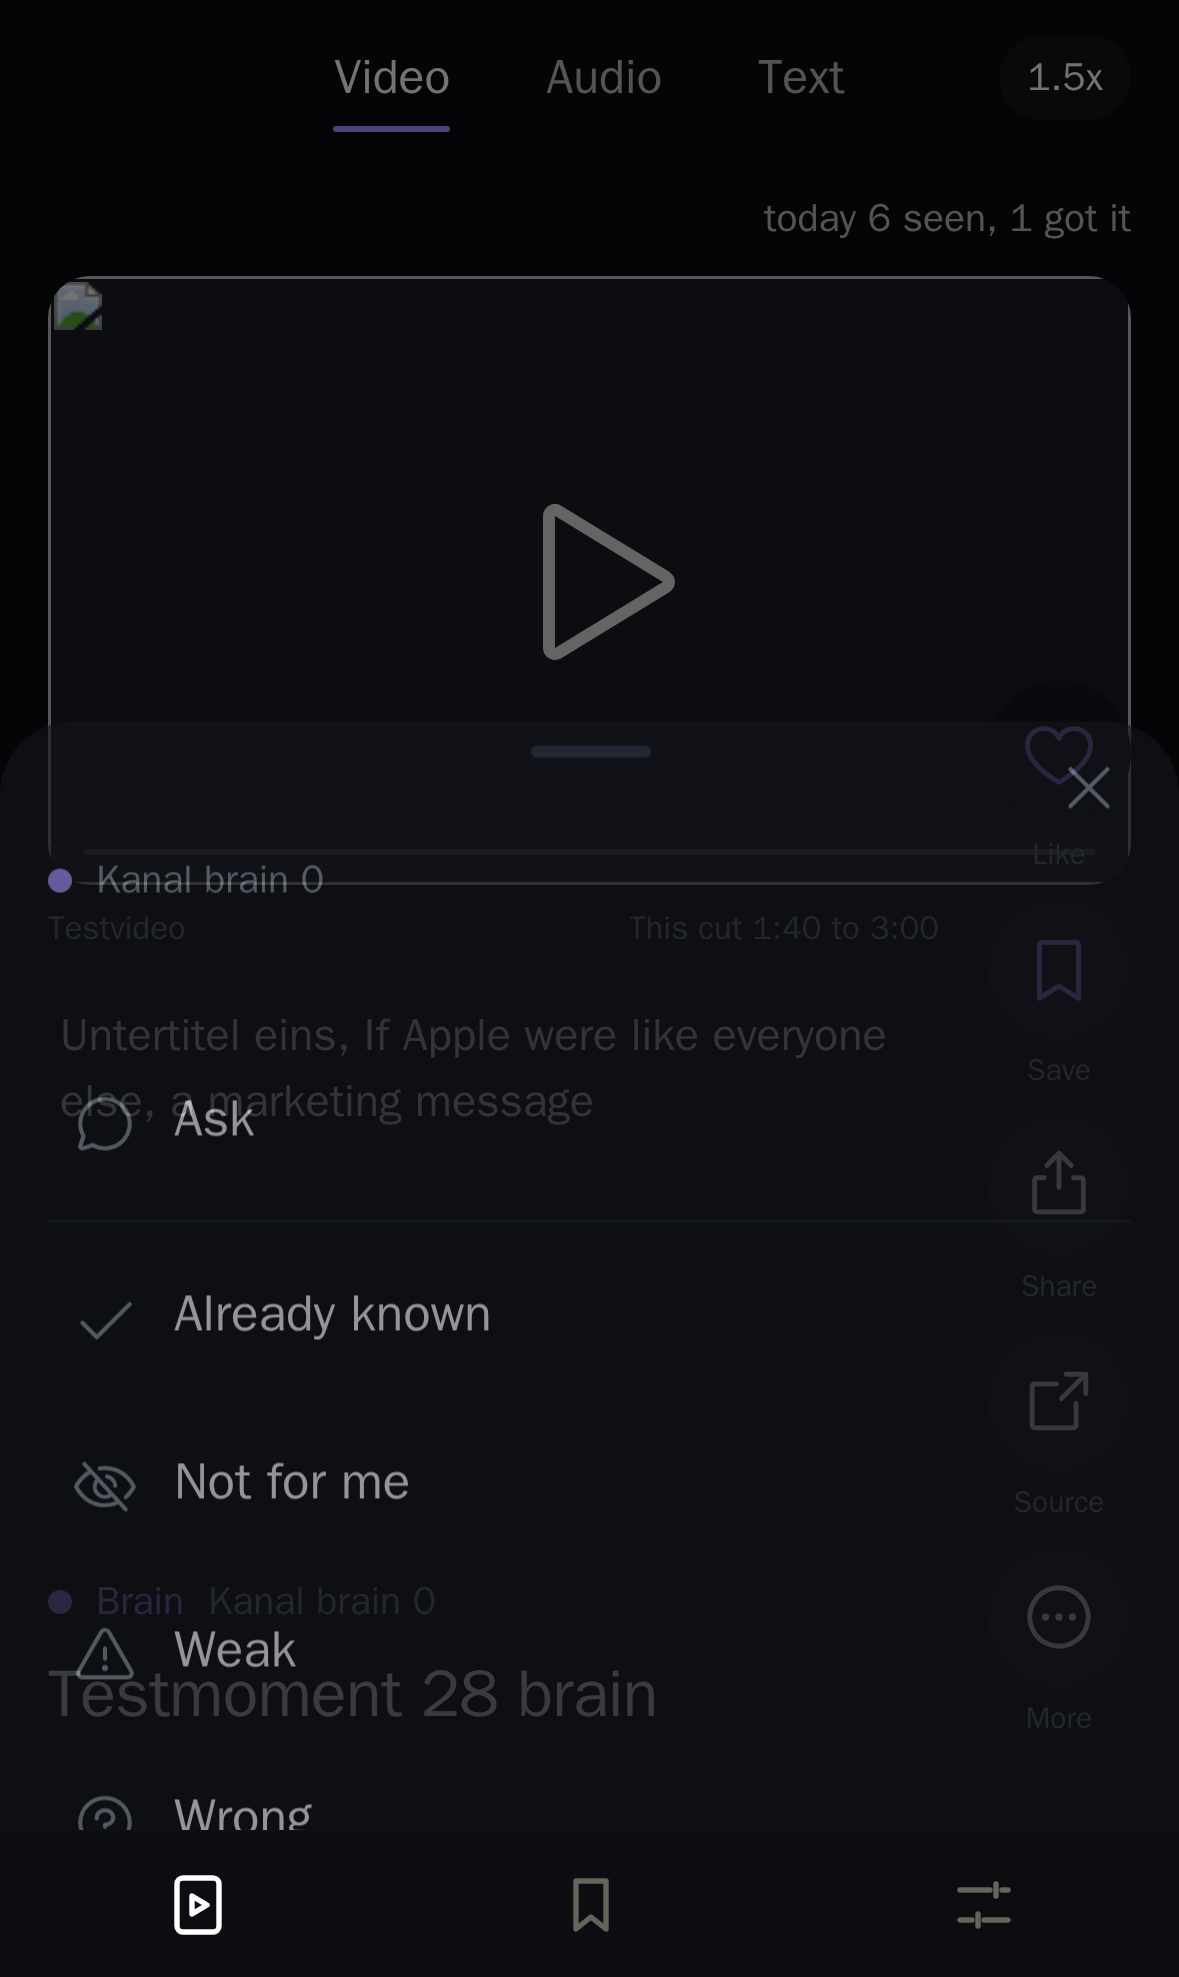 Video Audio Text 1.5x
today 6 seen, 1 got it
Like
Kanal brain 0
Testvideo This cut 1:40 to 3:00
Untertitel eins, If Apple were like everyone
else, a marketing message
Save
Ask
Share
Already known
Not for me
Source
Brain Kanal brain 0
Weak
Testmoment 28 brain
More
Wrong